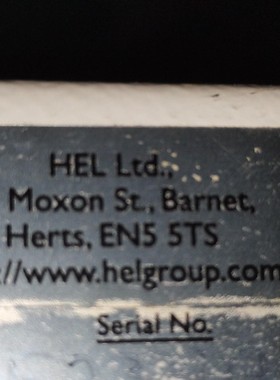 HEL Ltd.,
Moxon St., Barnet,
Herts, EN5 5TS
//www.helgroup.com
Serial No.